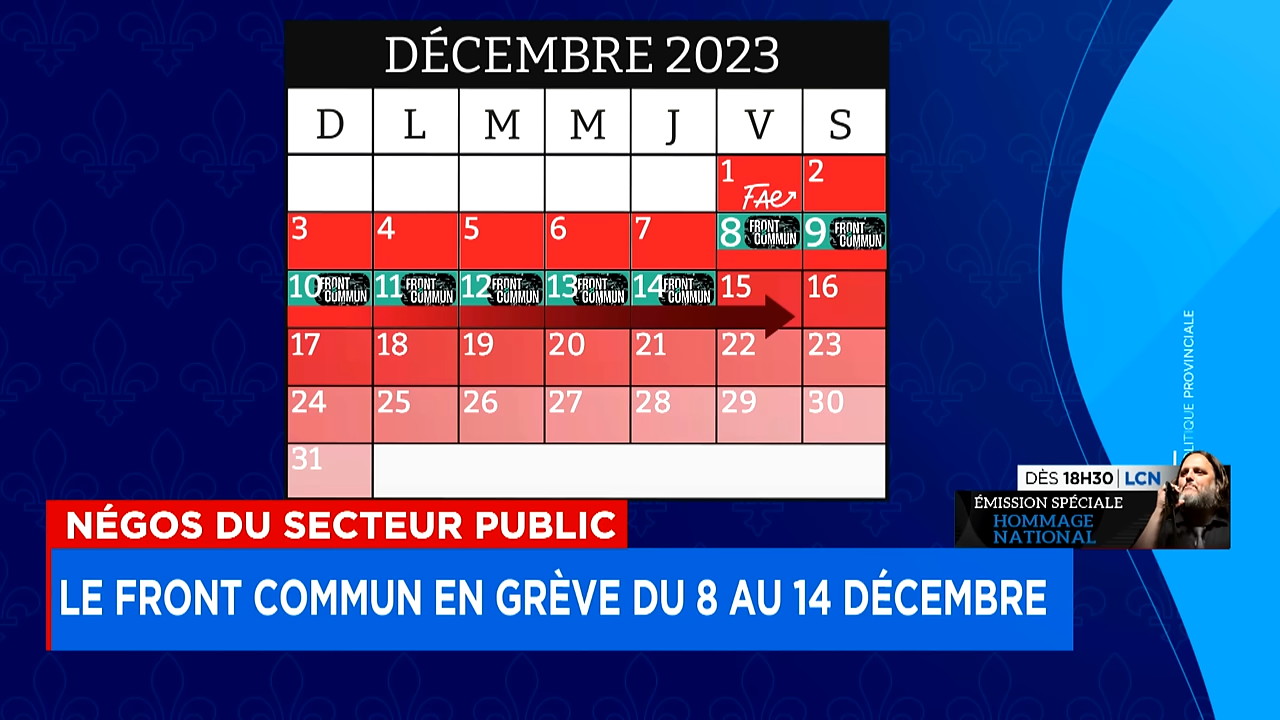 DÉCEMBRE 2023
D L M M J V S
1 FAE 2
3 4 5 6 7 8 FRONT COMMUN 9 FRONT COMMUN
10 FRONT COMMUN 11 FRONT COMMUN 12 FRONT COMMUN 13 FRONT COMMUN 14 FRONT COMMUN 15 16
17 18 19 20 21 22 23
24 25 26 27 28 29 30
31
PROVINCIALE
DÈS 18H30 LCN
ÉMISSION SPÉCIALE
HOMMAGE
NATIONAL
NÉGOS DU SECTEUR PUBLIC
LE FRONT COMMUN EN GRÈVE DU 8 AU 14 DÉCEMBRE